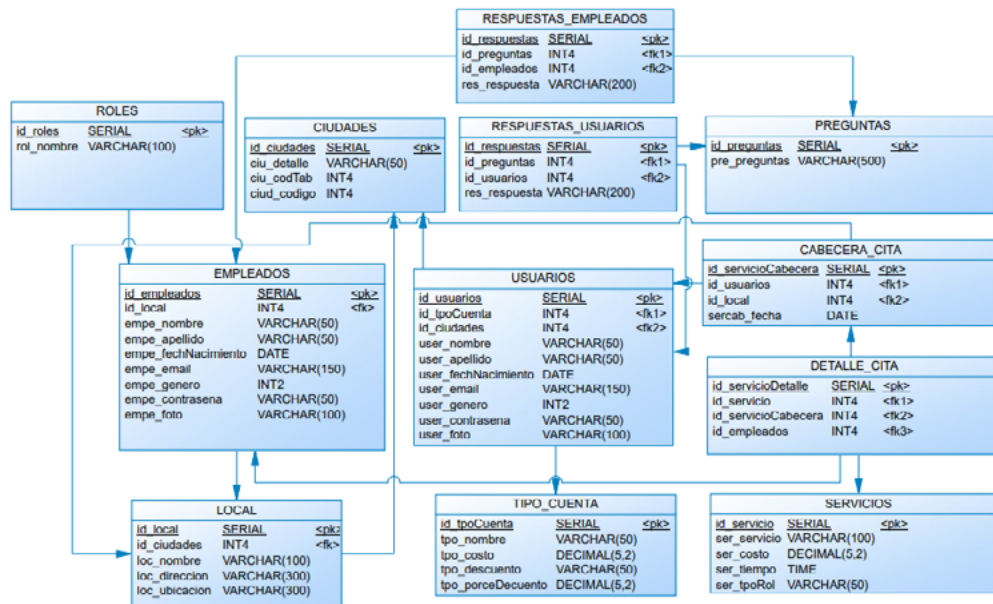 RESPUESTAS_EMPLEADOS
id_respuestas SERIAL <pk>
id_preguntas INT4 <fk1>
id_empleados INT4 <fk2>
res_respuesta VARCHAR(200)
ROLES
id_roles SERIAL <pk>
rol_nombre VARCHAR(100)
CIUDADES
id_ciudades SERIAL <pk>
ciu_detalle VARCHAR(50)
ciu_codTab INT4
ciud_codigo INT4
RESPUESTAS_USUARIOS
id_respuestas SERIAL <pk>
id_preguntas INT4 <fk1>
id_usuarios INT4 <fk2>
res_respuesta VARCHAR(200)
PREGUNTAS
id_preguntas SERIAL <pk>
pre_preguntas VARCHAR(500)
EMPLEADOS
id_empleados SERIAL <pk>
id_local INT4 <fk>
empe_nombre VARCHAR(50)
empe_apellido VARCHAR(50)
empe_fechNacimiento DATE
empe_email VARCHAR(150)
empe_genero INT2
empe_contrasena VARCHAR(50)
empe_foto VARCHAR(100)
USUARIOS
id_usuarios SERIAL <pk>
id_tpoCuenta INT4 <fk1>
id_ciudades INT4 <fk2>
user_nombre VARCHAR(50)
user_apellido VARCHAR(50)
user_fechNacimiento DATE
user_email VARCHAR(150)
user_genero INT2
user_contrasena VARCHAR(50)
user_foto VARCHAR(100)
CABECERA_CITA
id_servicioCabecera SERIAL <pk>
id_usuarios INT4 <fk1>
id_local INT4 <fk2>
sercab_fecha DATE
DETALLE_CITA
id_servicioDetalle SERIAL <pk>
id_servicio INT4 <fk1>
id_servicioCabecera INT4 <fk2>
id_empleados INT4 <fk3>
LOCAL
id_local SERIAL <pk>
id_ciudades INT4 <fk>
loc_nombre VARCHAR(100)
loc_direccion VARCHAR(300)
loc_ubicacion VARCHAR(300)
TIPO_CUENTA
id_tpoCuenta SERIAL <pk>
tpo_nombre VARCHAR(50)
tpo_costo DECIMAL(5,2)
tpo_descuento VARCHAR(50)
tpo_porceDecuento DECIMAL(5,2)
SERVICIOS
id_servicio SERIAL <pk>
ser_servicio VARCHAR(100)
ser_costo DECIMAL(5,2)
ser_tiempo TIME
ser_tpoRol VARCHAR(50)